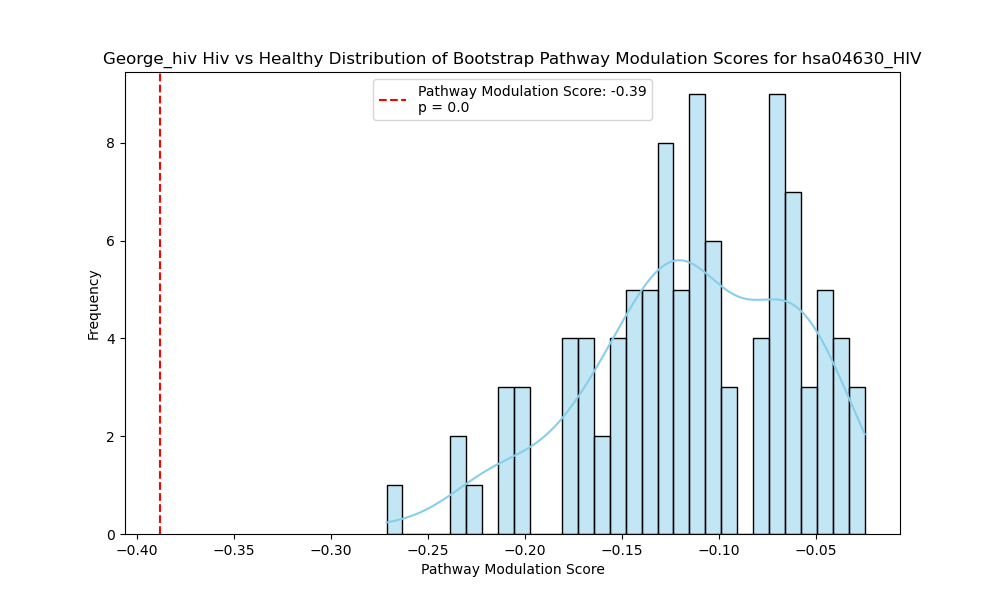 George_hiv Hiv vs Healthy Distribution of Bootstrap Pathway Modulation Scores for hsa04630_HIV
Pathway Modulation Score: -0.39
p = 0.0
Frequency
8
6
4
2
0
−0.40 −0.35 −0.30 −0.25 −0.20 −0.15 −0.10 −0.05
Pathway Modulation Score